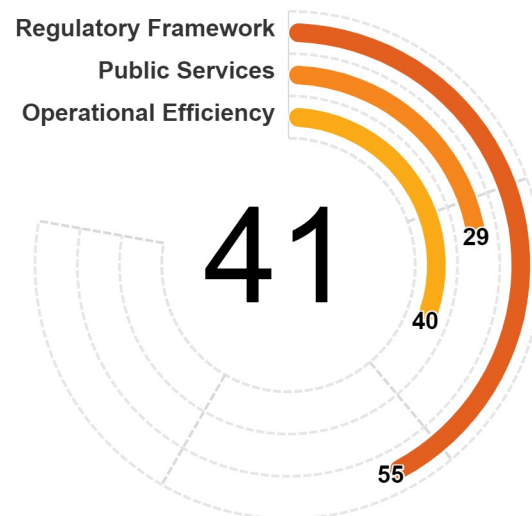 Regulatory Framework
Public Services
Operational Efficiency
41
29
40
55